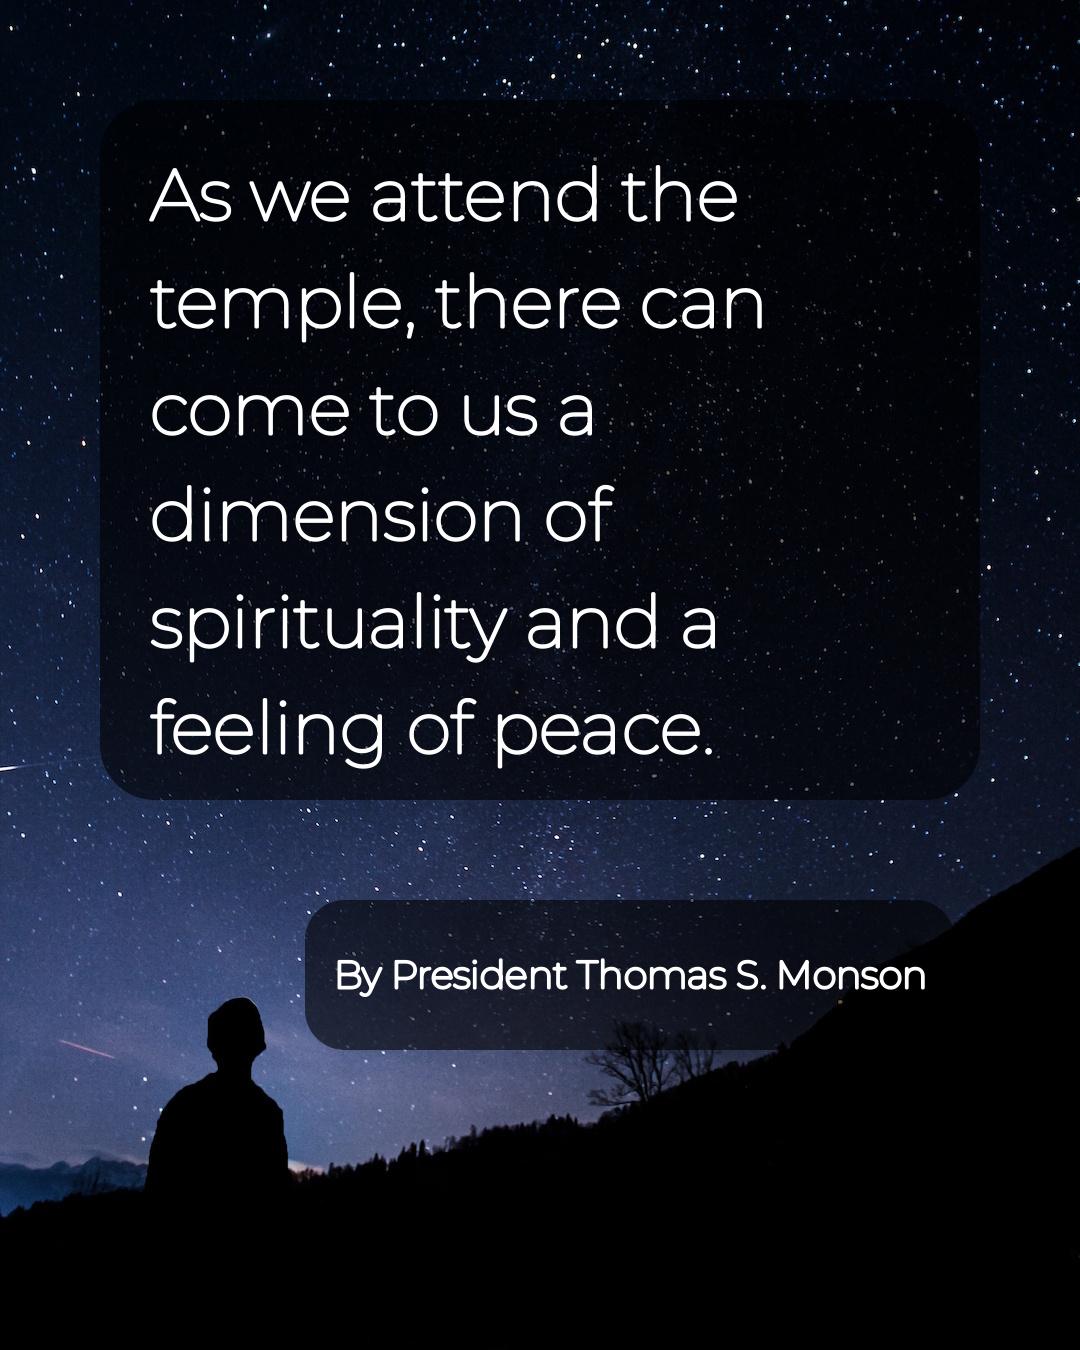 As we attend the
temple, there can
come to us a
dimension of
spirituality and a
feeling of peace.
By President Thomas S. Monson